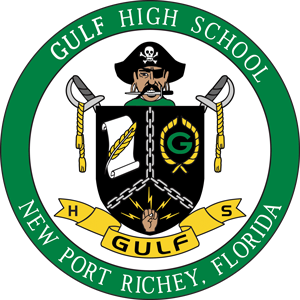 GULF HIGH SCHOOL
G
H S
GULF
NEW PORT RICHEY, FLORIDA